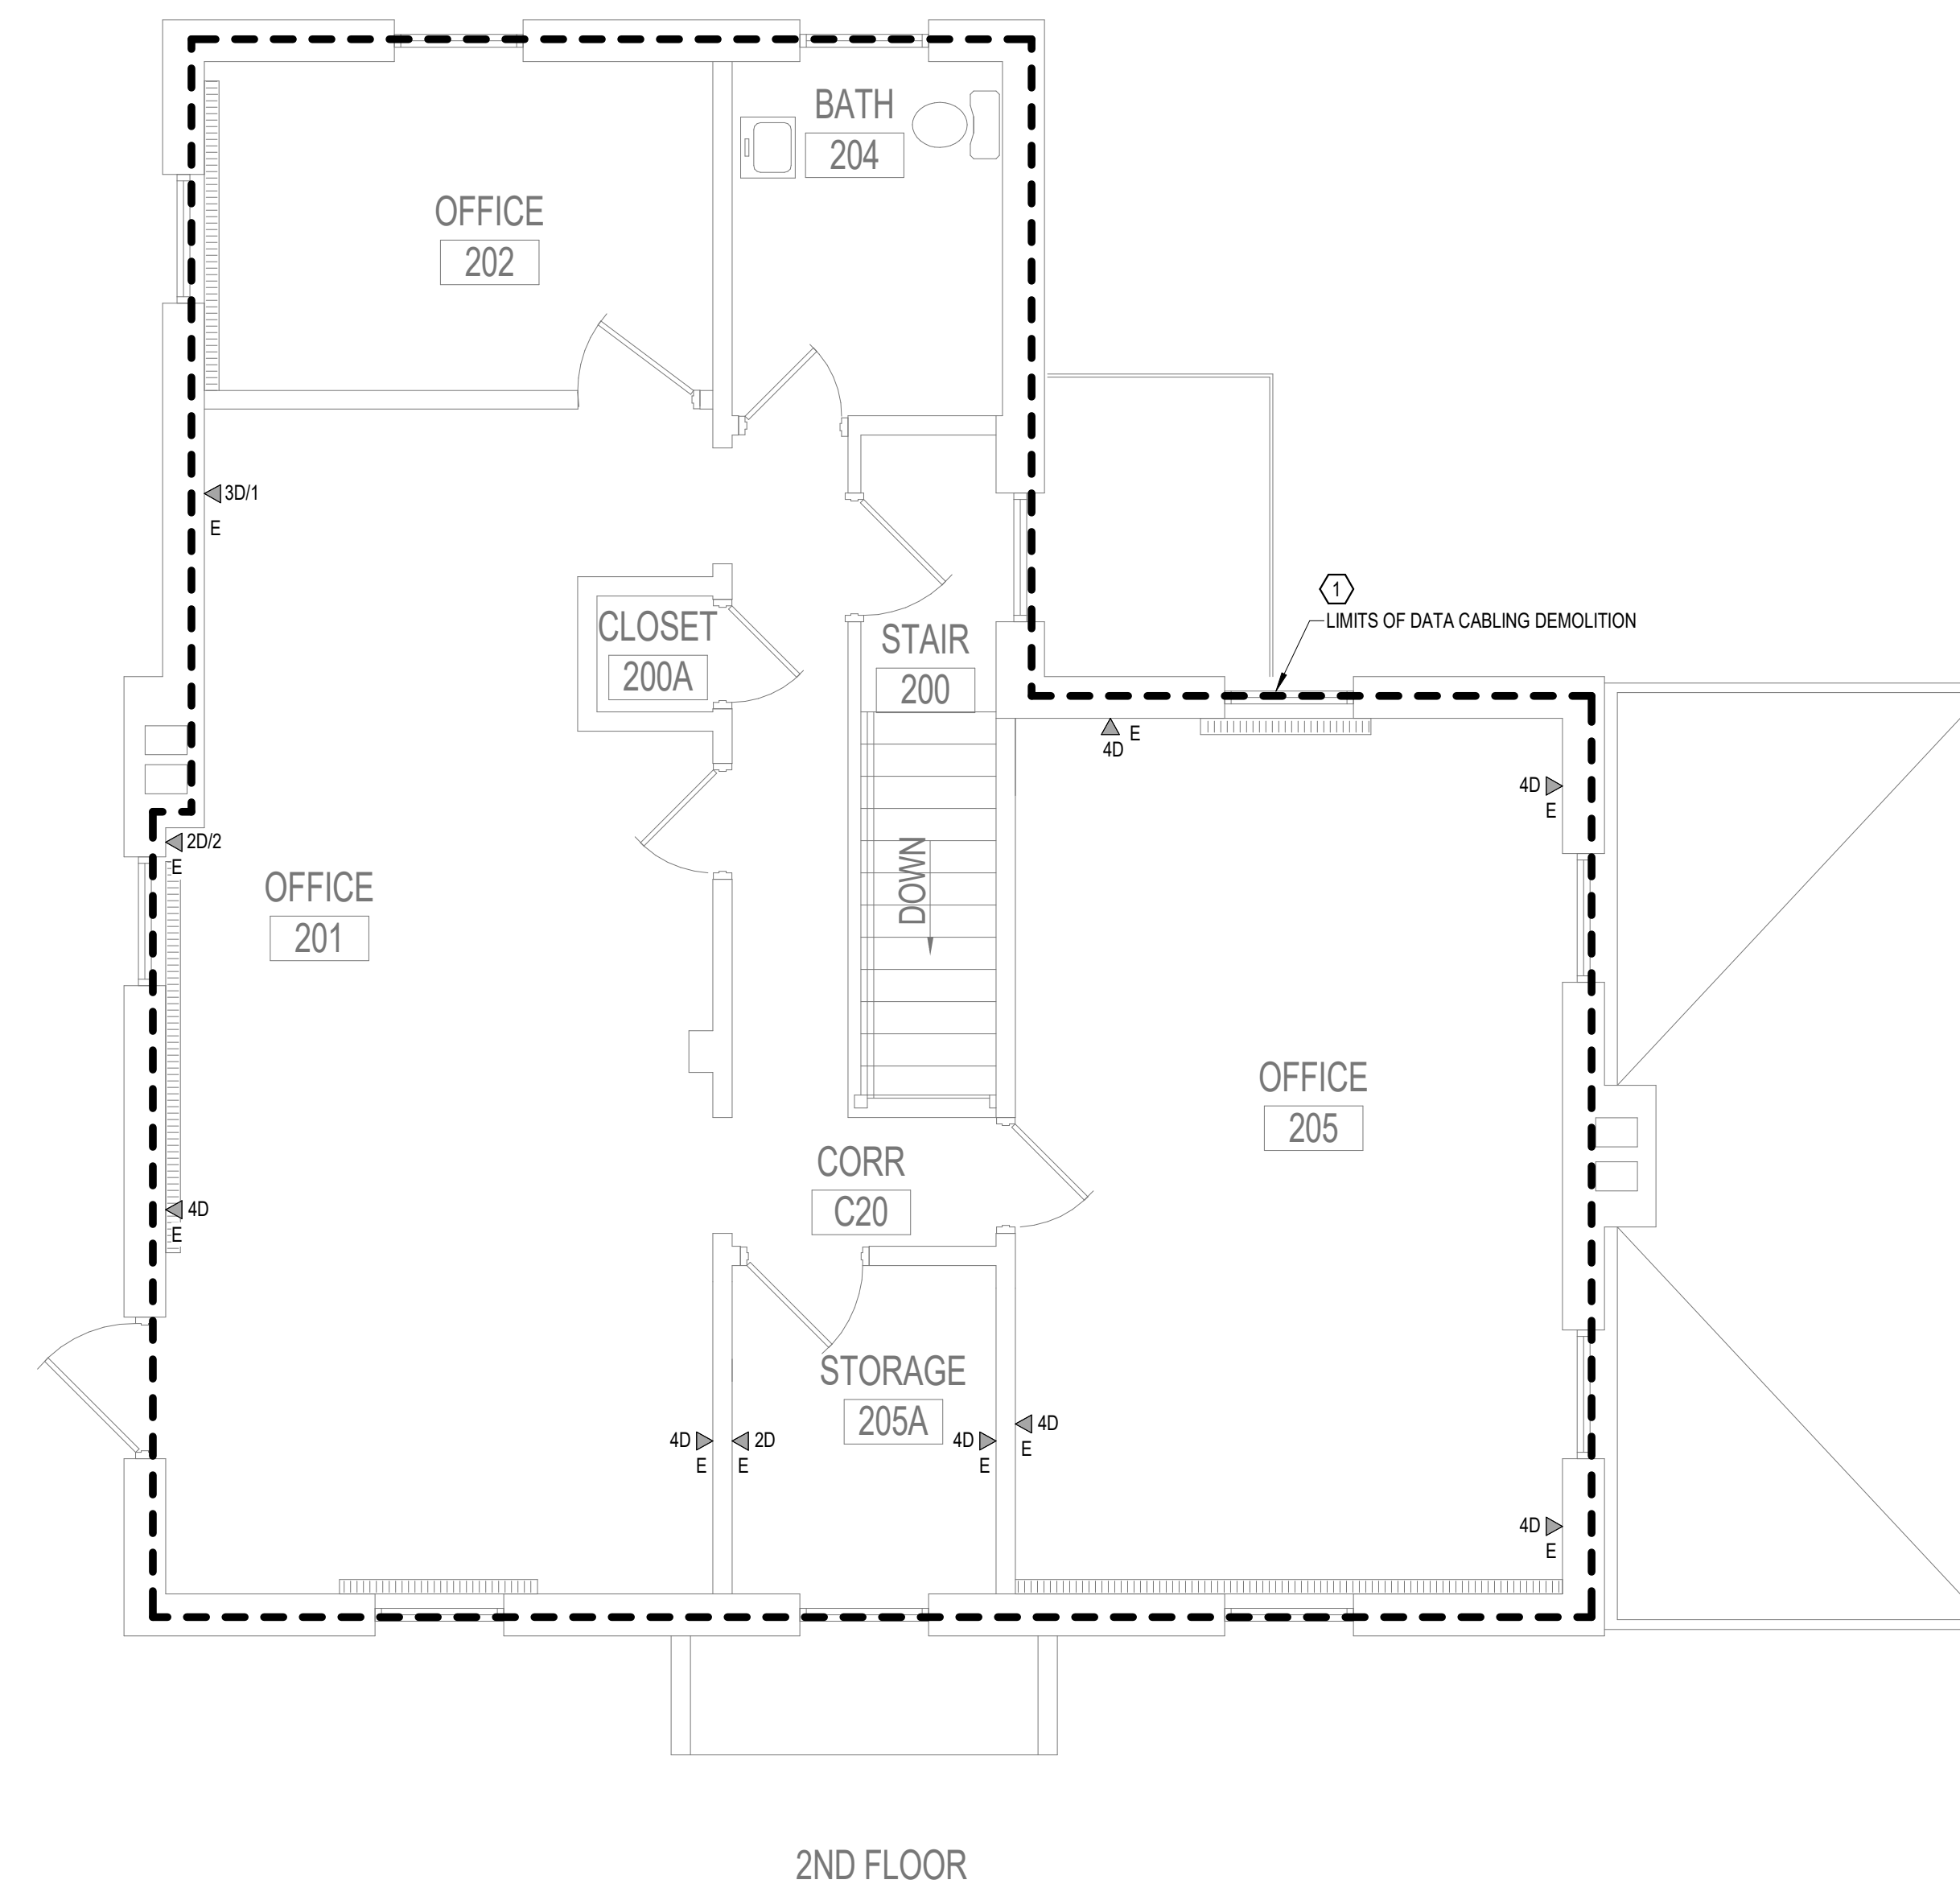 BATH
204
OFFICE
202
3D/1
E
1
LIMITS OF DATA CABLING DEMOLITION
CLOSET
200A
STAIR
200
E
4D
4D
E
2D/2
E
DOWN
OFFICE
201
OFFICE
205
CORR
C20
4D
E
STORAGE
205A
4D
E
2D
E
4D
E
4D
E
4D
E
2ND FLOOR